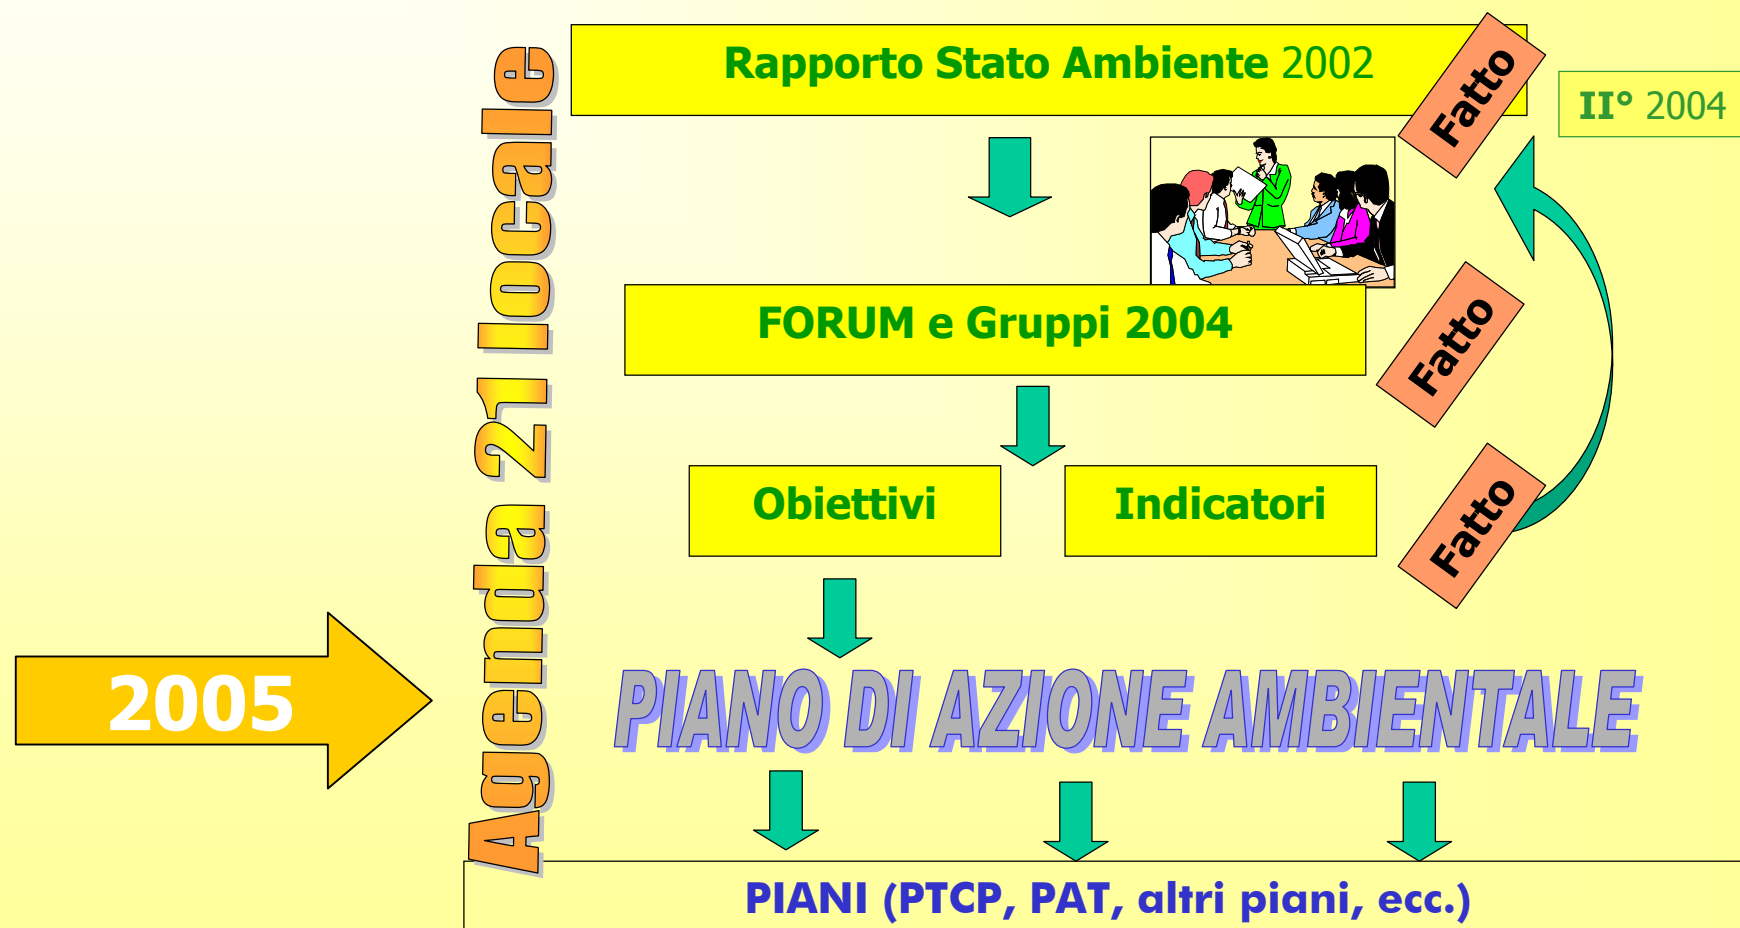 Agenda 21 locale
Rapporto Stato Ambiente 2002
Fatto
II° 2004
FORUM e Gruppi 2004
Fatto
Obiettivi
Indicatori
Fatto
2005
PIANO DI AZIONE AMBIENTALE
PIANI (PTCP, PAT, altri piani, ecc.)